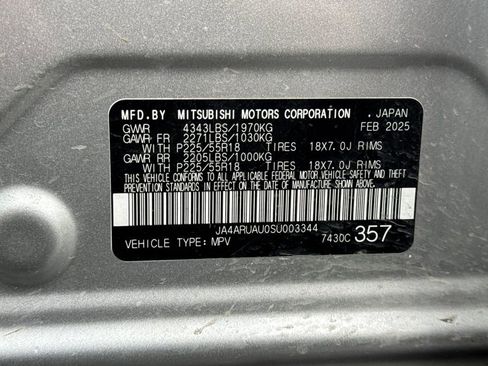 MFD.BY MITSUBISHI MOTORS CORPORATION , JAPAN
GVWR 4343LBS/1970KG FEB 2025
GAWR FR 2271LBS/1030KG
WITH P225/55R18 TIRES 18X7.0J RIMS
GAWR RR 2205LBS/1000KG
WITH P225/55R18 TIRES 18X7.0J RIMS
THIS VEHICLE CONFORMS TO ALL APPLICABLE FEDERAL MOTOR VEHICLE
SAFETY AND THEFT PREVENTION STANDARDS IN EFFECT
ON THE DATE OF MANUFACTURE SHOWN ABOVE.
JA4ARUAU0SU003344
VEHICLE TYPE: MPV 7430C 357